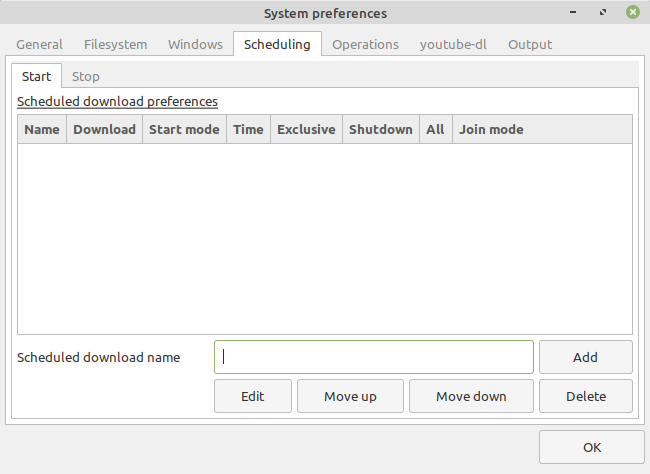 System preferences
General Filesystem Windows Scheduling Operations youtube-dl Output
Start Stop
Scheduled download preferences
Name Download Start mode Time Exclusive Shutdown All Join mode
Scheduled download name Add
Edit Move up Move down Delete
OK